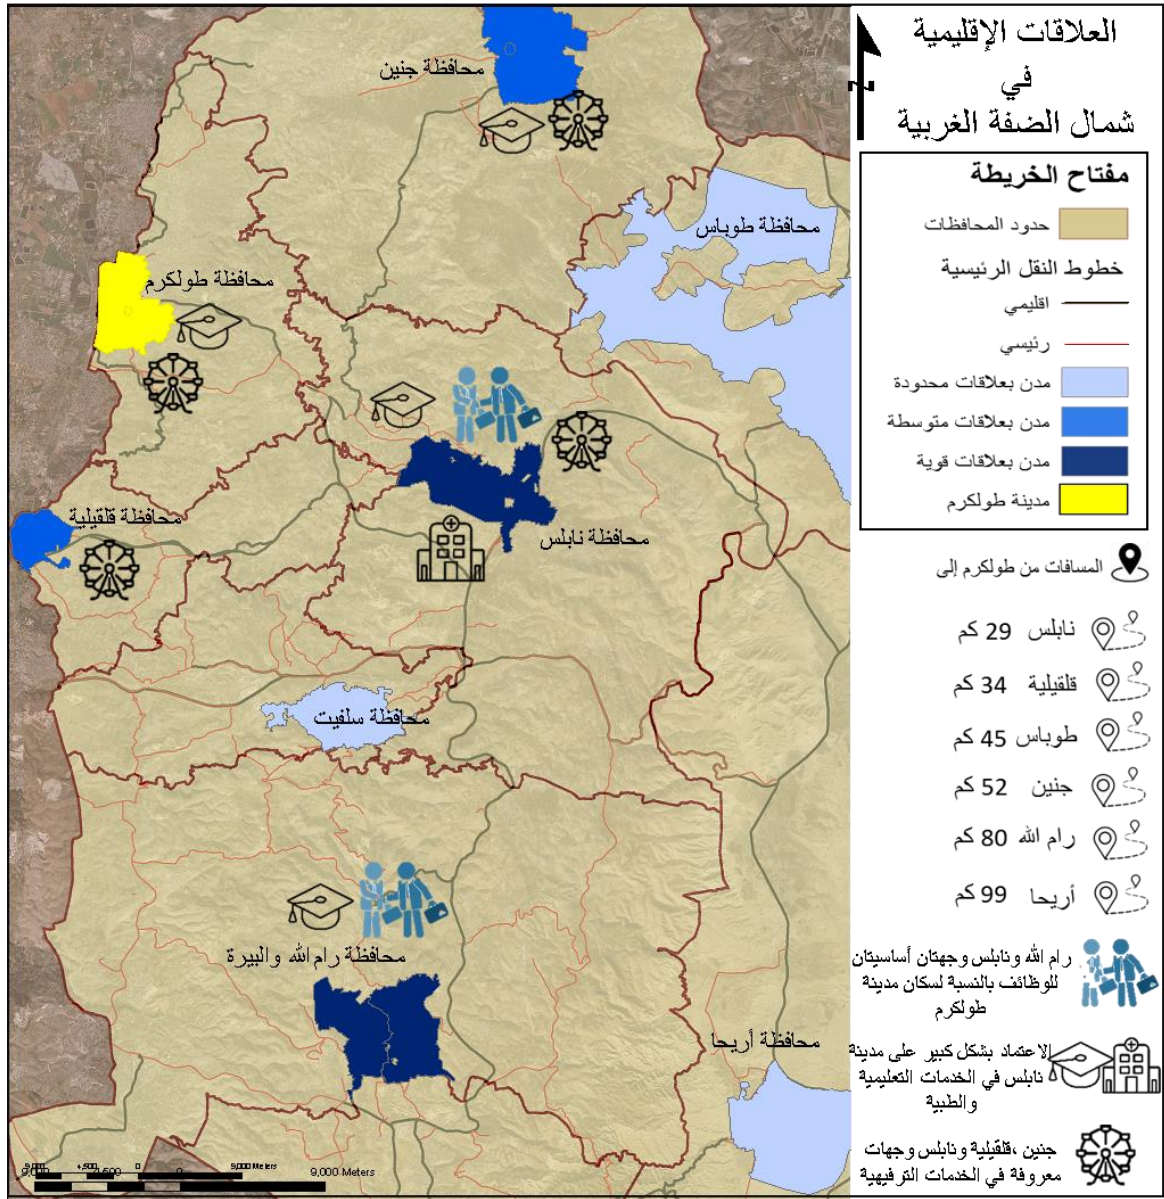 العلاقات الإقليمية
في
شمال الضفة الغربية
مفتاح الخريطة
حدود المحافظات
خطوط النقل الرئيسية
اقليمي
رئيسي
مدن بعلاقات محدودة
مدن بعلاقات متوسطة
مدن بعلاقات قوية
مدينة طولكرم
المسافات من طولكرم إلى
نابلس 29 كم
قلقيلية 34 كم
طوباس 45 كم
جنين 52 كم
رام الله 80 كم
أريحا 99 كم
رام الله ونابلس وجهتان أساسيتان
للوظائف بالنسبة لسكان مدينة
طولكرم
الاعتماد بشكل كبير على مدينة
نابلس في الخدمات التعليمية
والطبية
جنين ،قلقيلية ونابلس وجهات
معروفة في الخدمات الترفيهية
محافظة جنين
محافظة طوباس
محافظة طولكرم
محافظة قلقيلية
محافظة نابلس
محافظة سلفيت
محافظة رام الله والبيرة
محافظة أريحا
0 9,000 Meters
0 9,000 Meters